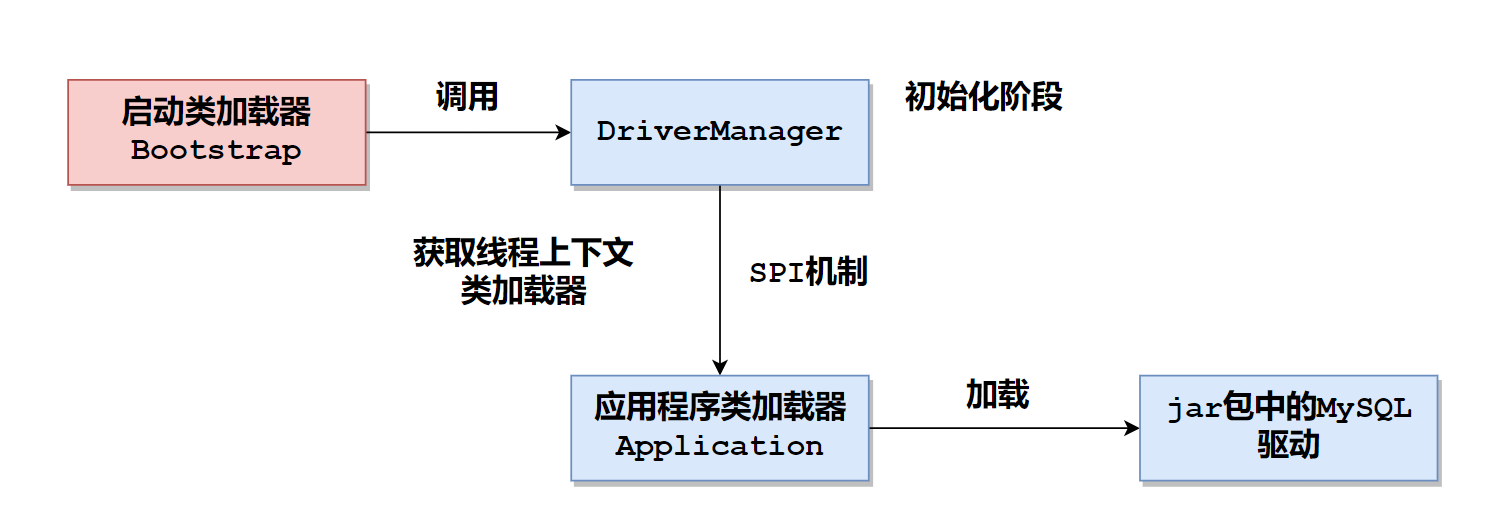 启动类加载器
Bootstrap
调用
DriverManager
初始化阶段
获取线程上下文
类加载器
SPI机制
应用程序类加载器
Application
加载
jar包中的MySQL
驱动